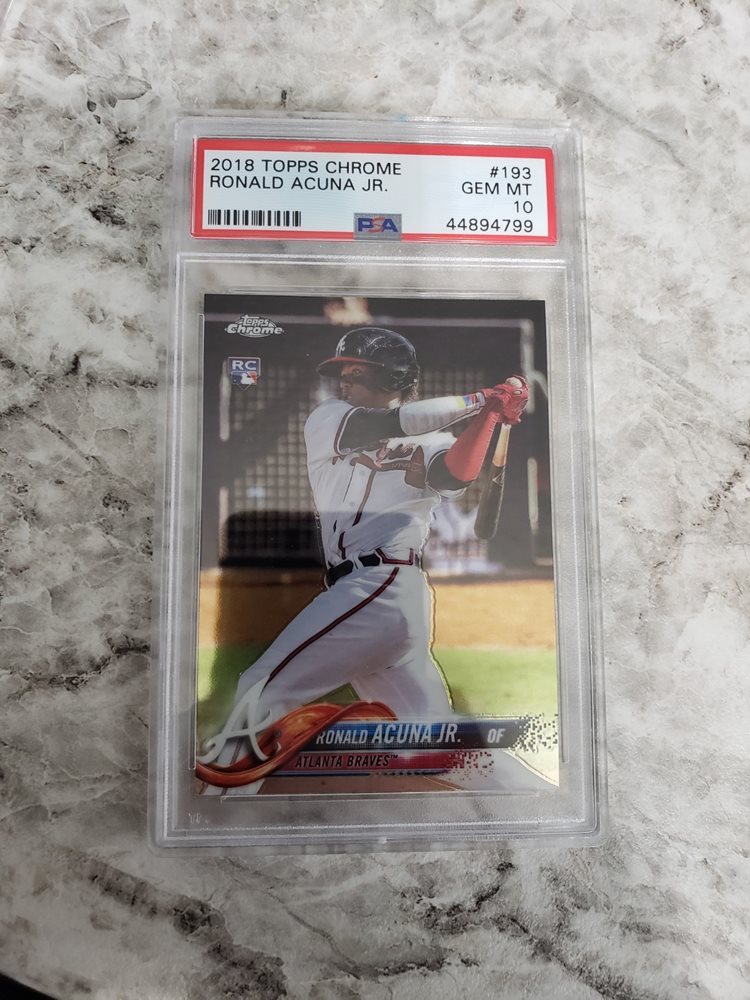 2018 TOPPS CHROME #193
RONALD ACUNA JR. GEM MT
10
PSA 44894799
Topps
Chrome
RC
RONALD ACUNA JR. OF
ATLANTA BRAVES™